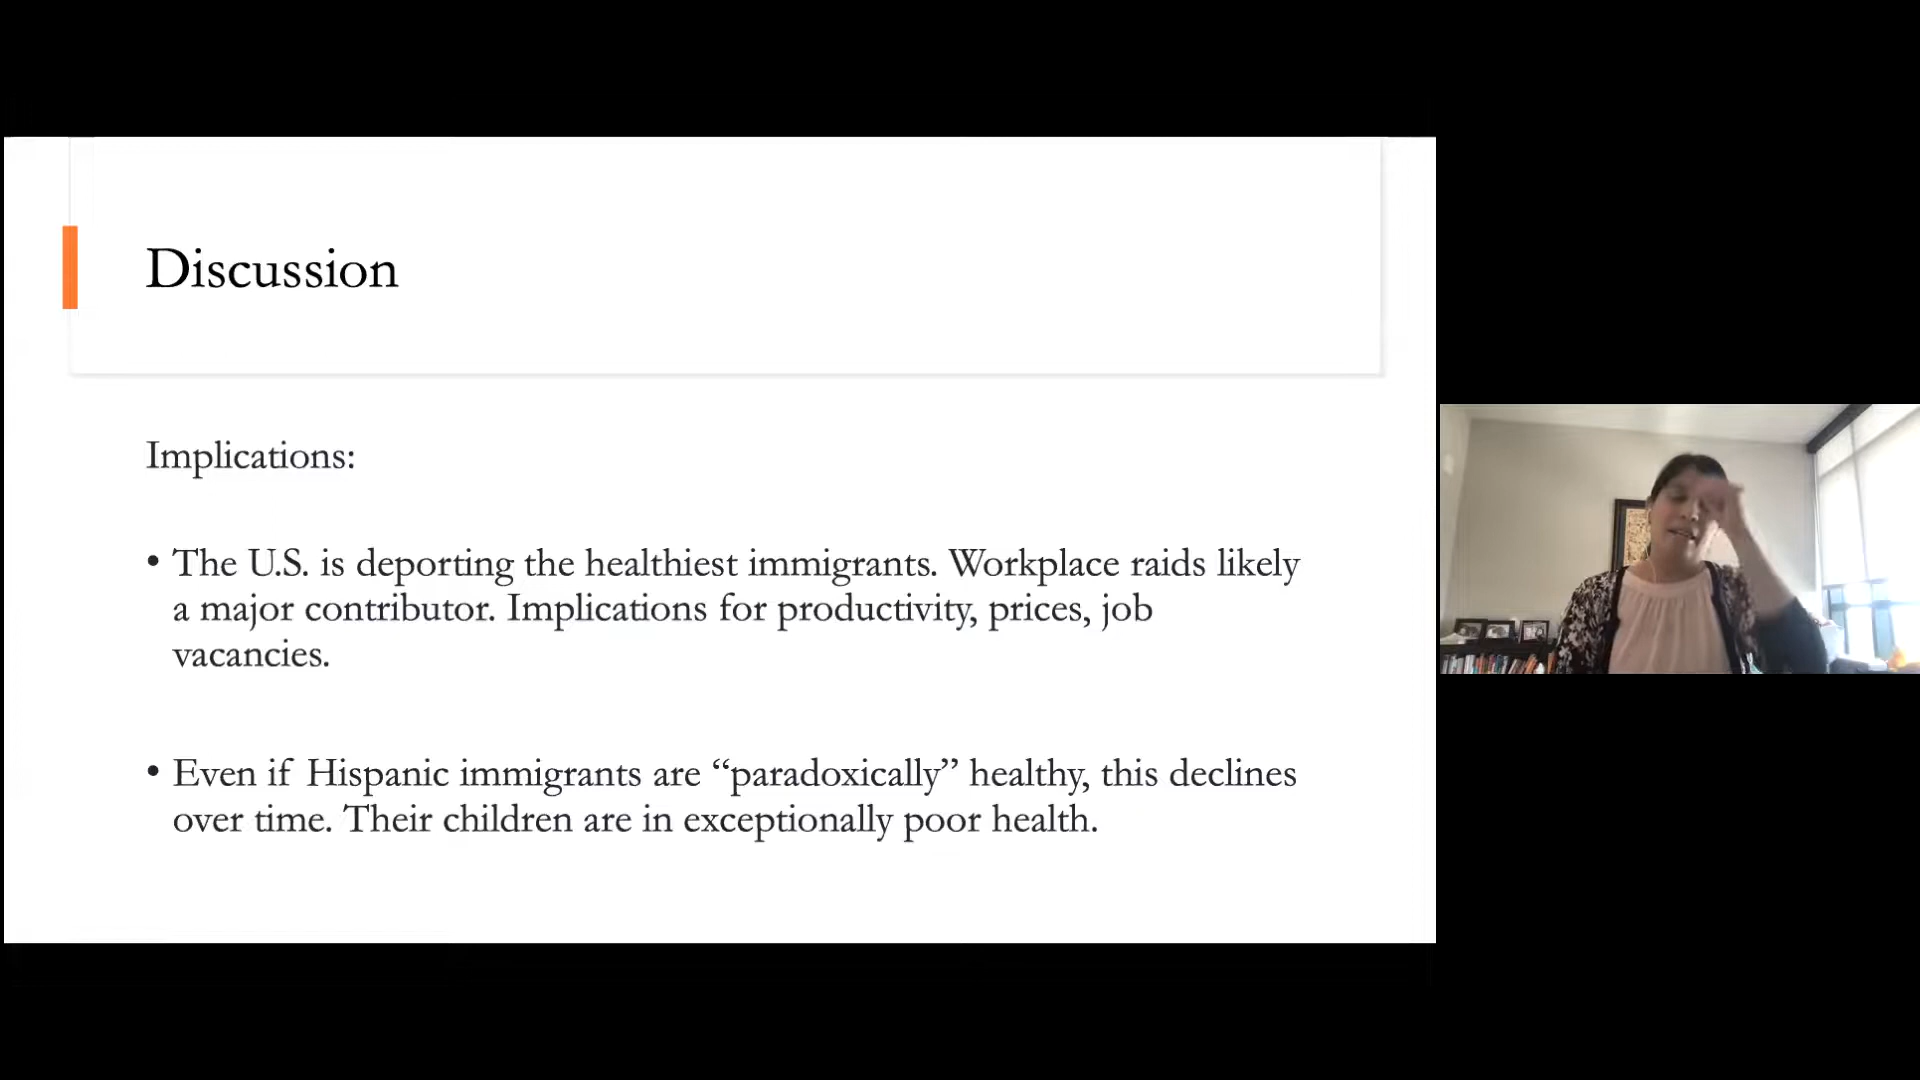 Discussion
Implications:
• The U.S. is deporting the healthiest immigrants. Workplace raids likely
a major contributor. Implications for productivity, prices, job
vacancies.
• Even if Hispanic immigrants are “paradoxically” healthy, this declines
over time. Their children are in exceptionally poor health.